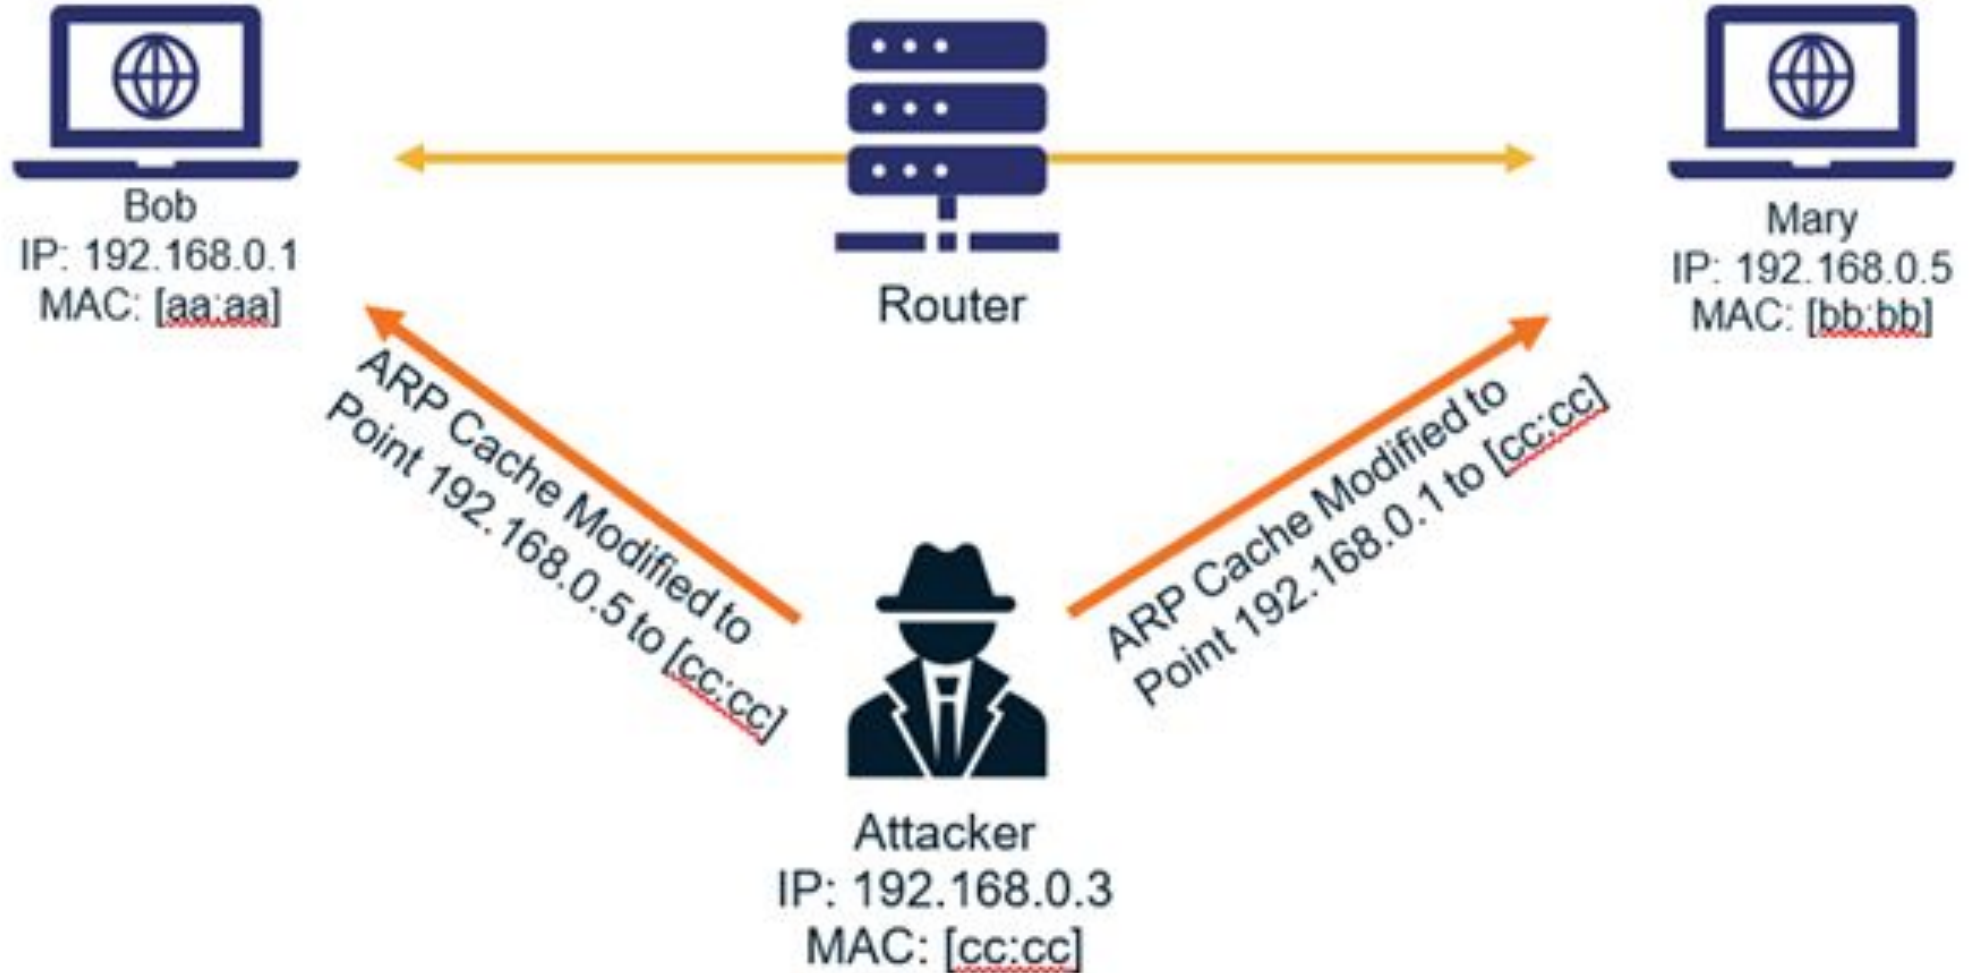 Bob
IP: 192.168.0.1
MAC: [aa:aa]
Router
Mary
IP: 192.168.0.5
MAC: [bb:bb]
ARP Cache Modified to
Point 192.168.0.5 to [cc:cc]
ARP Cache Modified to
Point 192.168.0.1 to [cc:cc]
Attacker
IP: 192.168.0.3
MAC: [cc:cc]